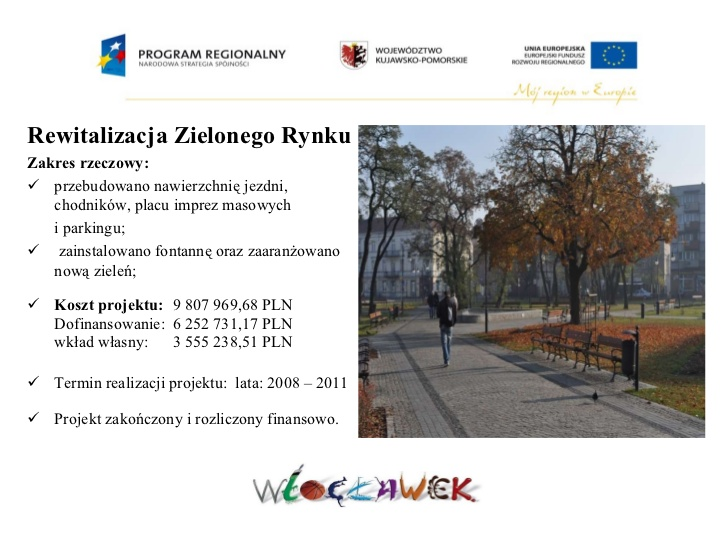 PROGRAM REGIONALNY
NARODOWA STRATEGIA SPÓJNOŚCI
WOJEWÓDZTWO
KUJAWSKO-POMORSKIE
UNIA EUROPEJSKA
EUROPEJSKI FUNDUSZ
ROZWOJU REGIONALNEGO
Mój region w Europie
Rewitalizacja Zielonego Rynku
Zakres rzeczowy:
✓ przebudowano nawierzchnię jezdni,
chodników, placu imprez masowych
i parkingu;
✓ zainstalowano fontannę oraz zaaranżowano
nową zieleń;
✓ Koszt projektu: 9 807 969,68 PLN
Dofinansowanie: 6 252 731,17 PLN
wkład własny: 3 555 238,51 PLN
✓ Termin realizacji projektu: lata: 2008 – 2011
✓ Projekt zakończony i rozliczony finansowo.
WŁOCŁAWEK